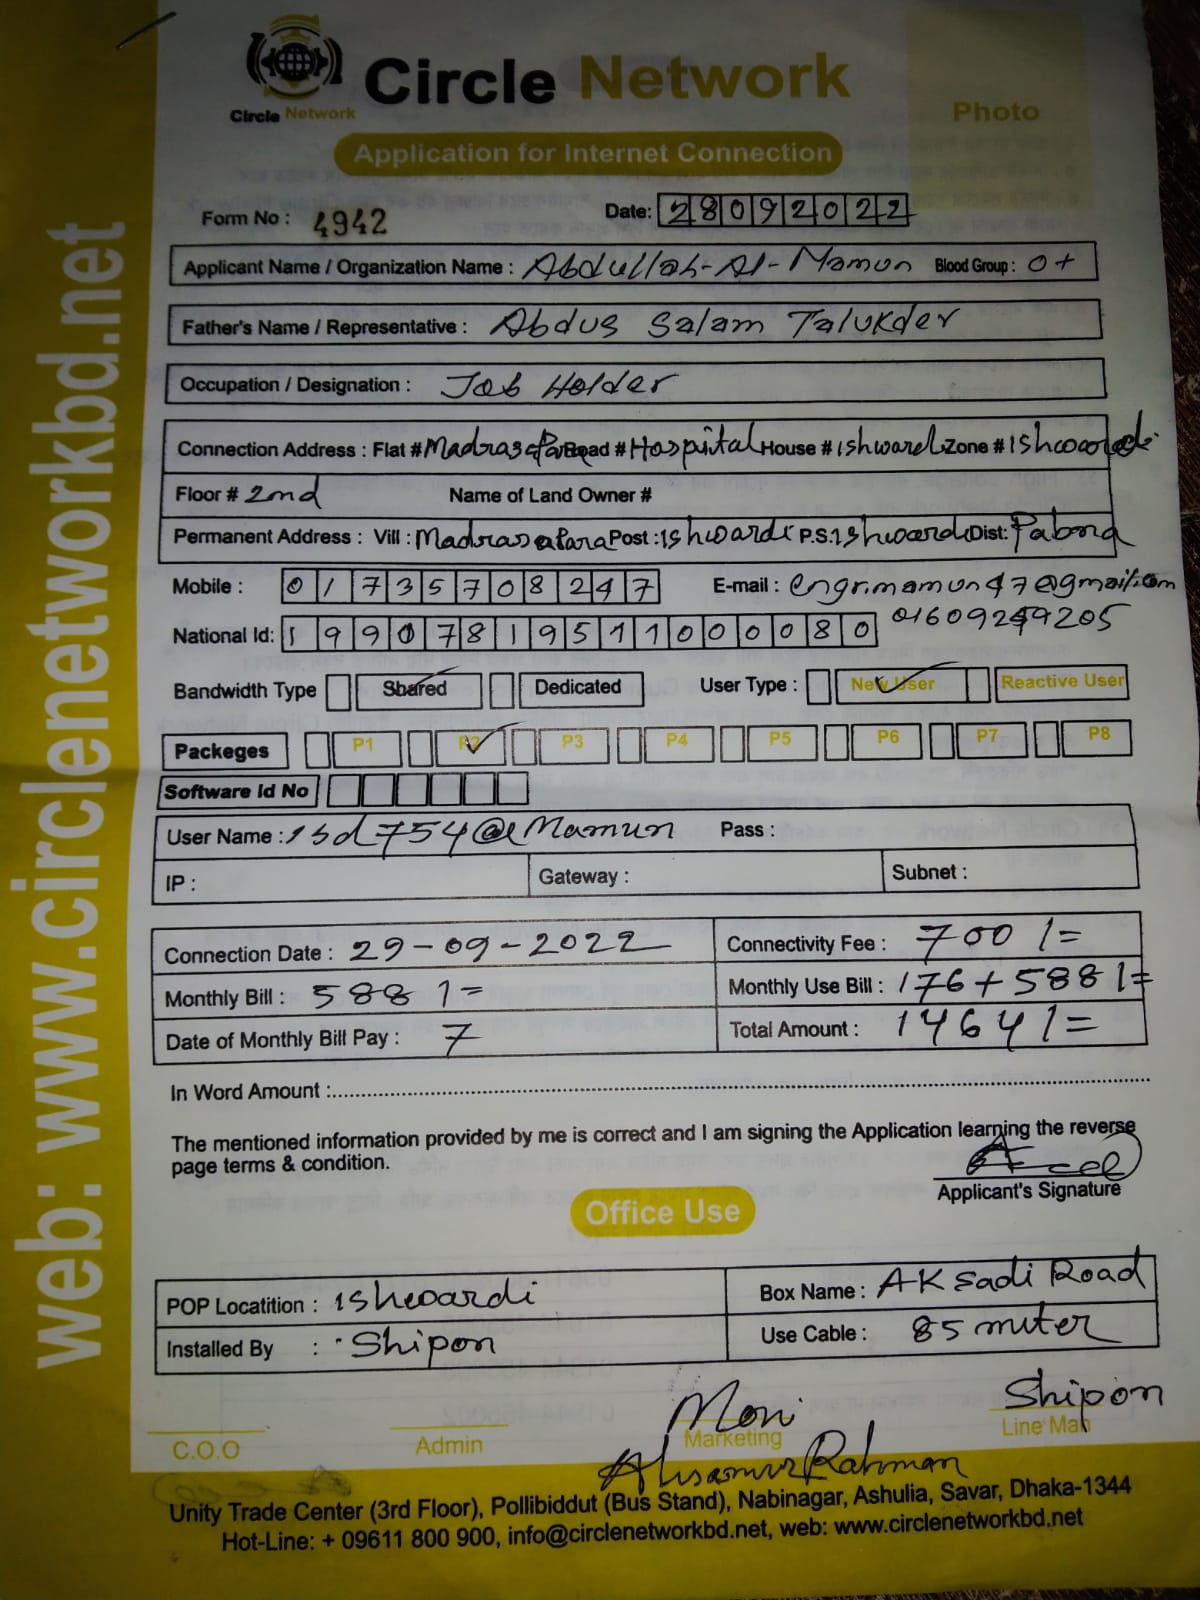 Circle Network
Circle Network
Photo
Application for Internet Connection
Form No : 4942
Date: 28092022
Applicant Name / Organization Name : Abdullah-Al-Mamun Blood Group : O+
Father's Name / Representative : Abdus Salam Talukder
Occupation / Designation : Job Holder
Connection Address : Flat # Madrasa Para Road # Hospital House # Ishwardi Zone # Ishwardi
Floor # 2nd Name of Land Owner #
Permanent Address : Vill : Madrasa para Post : Ishwardi P.S. Ishwardi Dist: Pabna
Mobile : 01735708247 E-mail : engr.mamun47@gmail.com
National Id: 19907819511000080 01609249205
Bandwidth Type Shared Dedicated User Type : New User Reactive User
Packeges P1 P2 P3 P4 P5 P6 P7 P8
Software Id No
User Name : isd754@Mamun Pass :
IP : Gateway : Subnet :
Connection Date : 29-09-2022 Connectivity Fee : 700/=
Monthly Bill : 588/= Monthly Use Bill : 176+588/=
Date of Monthly Bill Pay : 7 Total Amount : 1464/=
In Word Amount :
The mentioned information provided by me is correct and I am signing the Application learning the reverse
page terms & condition.
Applicant's Signature
Office Use
POP Locatition : Ishwardi Box Name : AK Sadi Road
Installed By : Shipon Use Cable : 85 muter
Moni Shipon
C.O.O Admin Marketing Line Man
Rahman
Unity Trade Center (3rd Floor), Pollibiddut (Bus Stand), Nabinagar, Ashulia, Savar, Dhaka-1344
Hot-Line: + 09611 800 900, info@circlenetworkbd.net, web: www.circlenetworkbd.net
web: www.circlenetworkbd.net